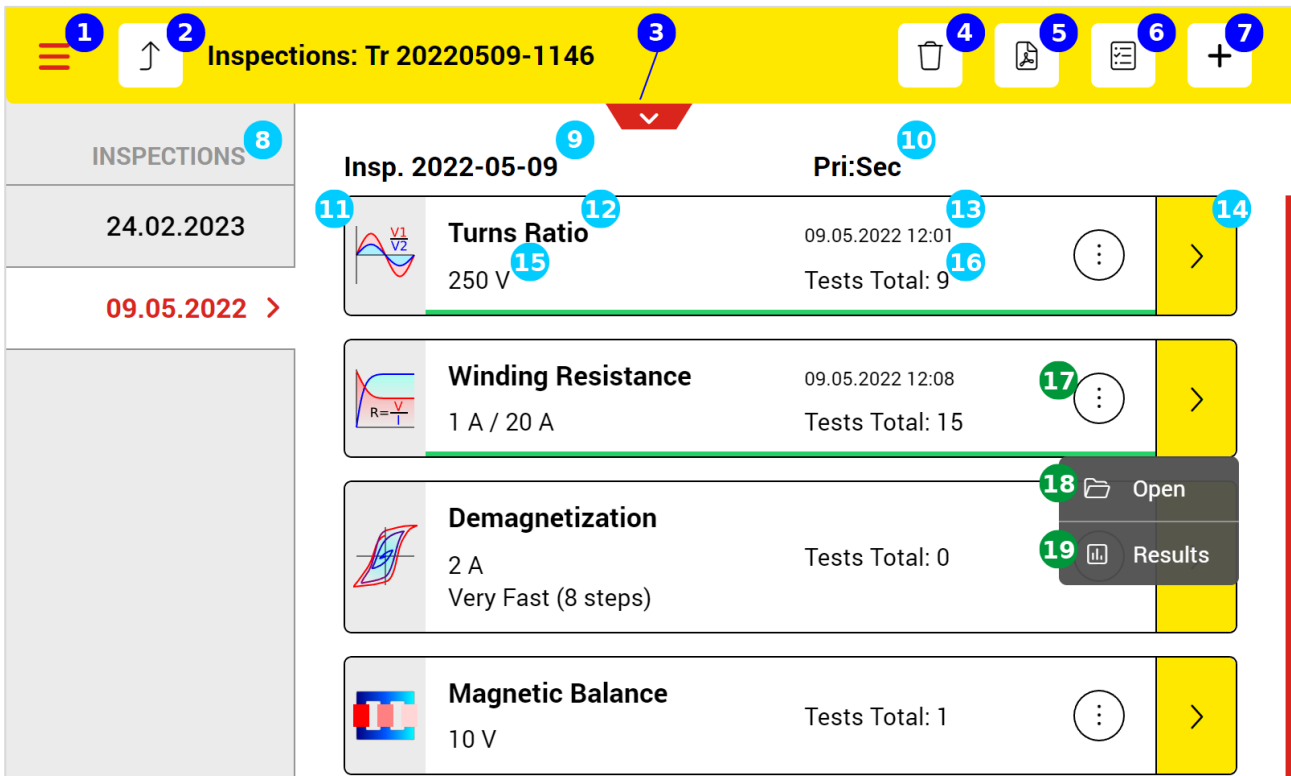 1
2
Inspections: Tr 20220509-1146
3
4
5
6
7
INSPECTIONS
8
24.02.2023
09.05.2022
Insp. 2022-05-09
9
Pri:Sec
10
11
V1
V2
Turns Ratio
12
09.05.2022 12:01
13
14
250 V
15
Tests Total: 9
16
R=V/I
Winding Resistance
09.05.2022 12:08
17
1 A / 20 A
Tests Total: 15
18
Open
Demagnetization
2 A
Tests Total: 0
19
Results
Very Fast (8 steps)
Magnetic Balance
Tests Total: 1
10 V